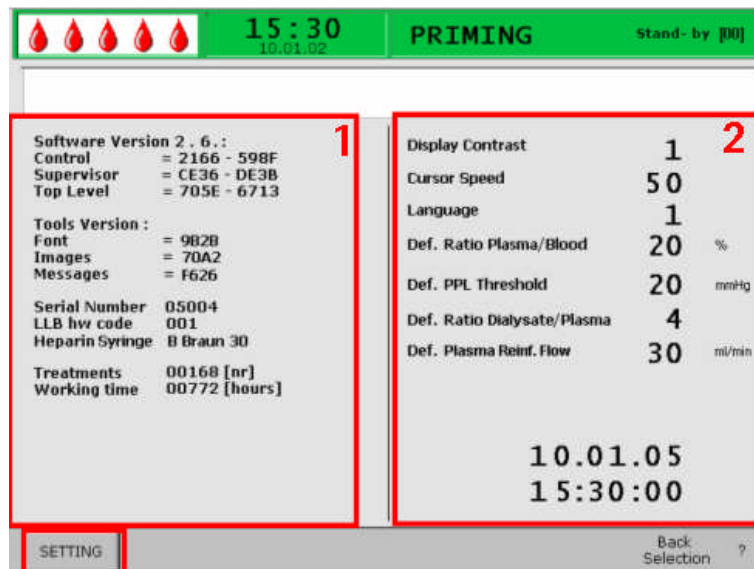 15:30
10.01.02
PRIMING
Stand- by [00]
1
Software Version 2 . 6.:
Control = 2166 - 598F
Supervisor = CE36 - DE3B
Top Level = 705E - 6713
Tools Version :
Font = 9B2B
Images = 70A2
Messages = F626
Serial Number 05004
LLB hw code 001
Heparin Syringe B Braun 30
Treatments 00168 [nr]
Working time 00772 [hours]
2
Display Contrast 1
Cursor Speed 50
Language 1
Def. Ratio Plasma/Blood 20 %
Def. PPL Threshold 20 mmHg
Def. Ratio Dialysate/Plasma 4
Def. Plasma Reinf. Flow 30 ml/min
10.01.05
15:30:00
SETTING
Back
Selection
?